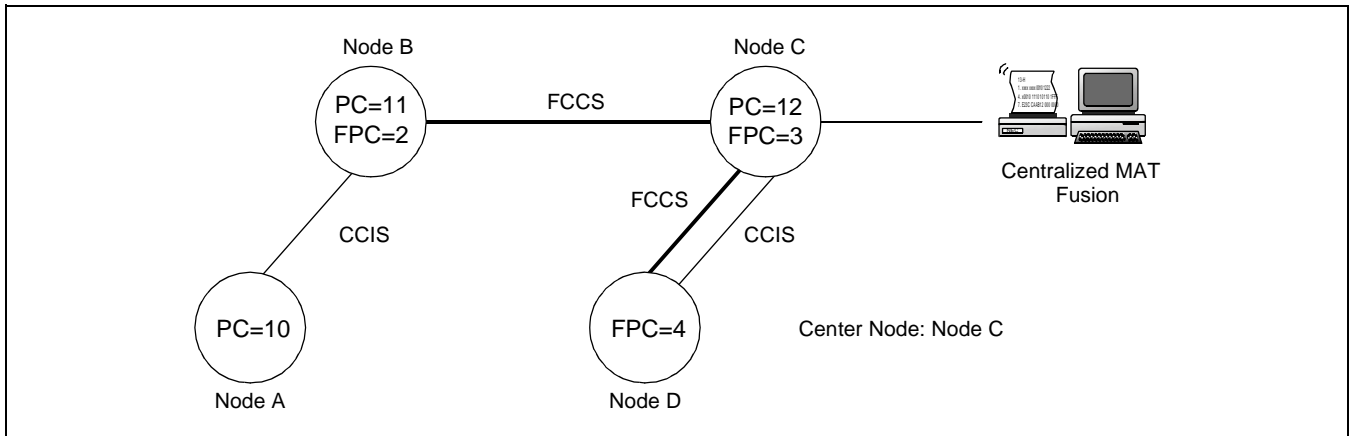 Node B
Node C
PC=11
FPC=2
FCCS
PC=12
FPC=3
Centralized MAT
Fusion
FCCS
CCIS
CCIS
PC=10
FPC=4
Center Node: Node C
Node A
Node D